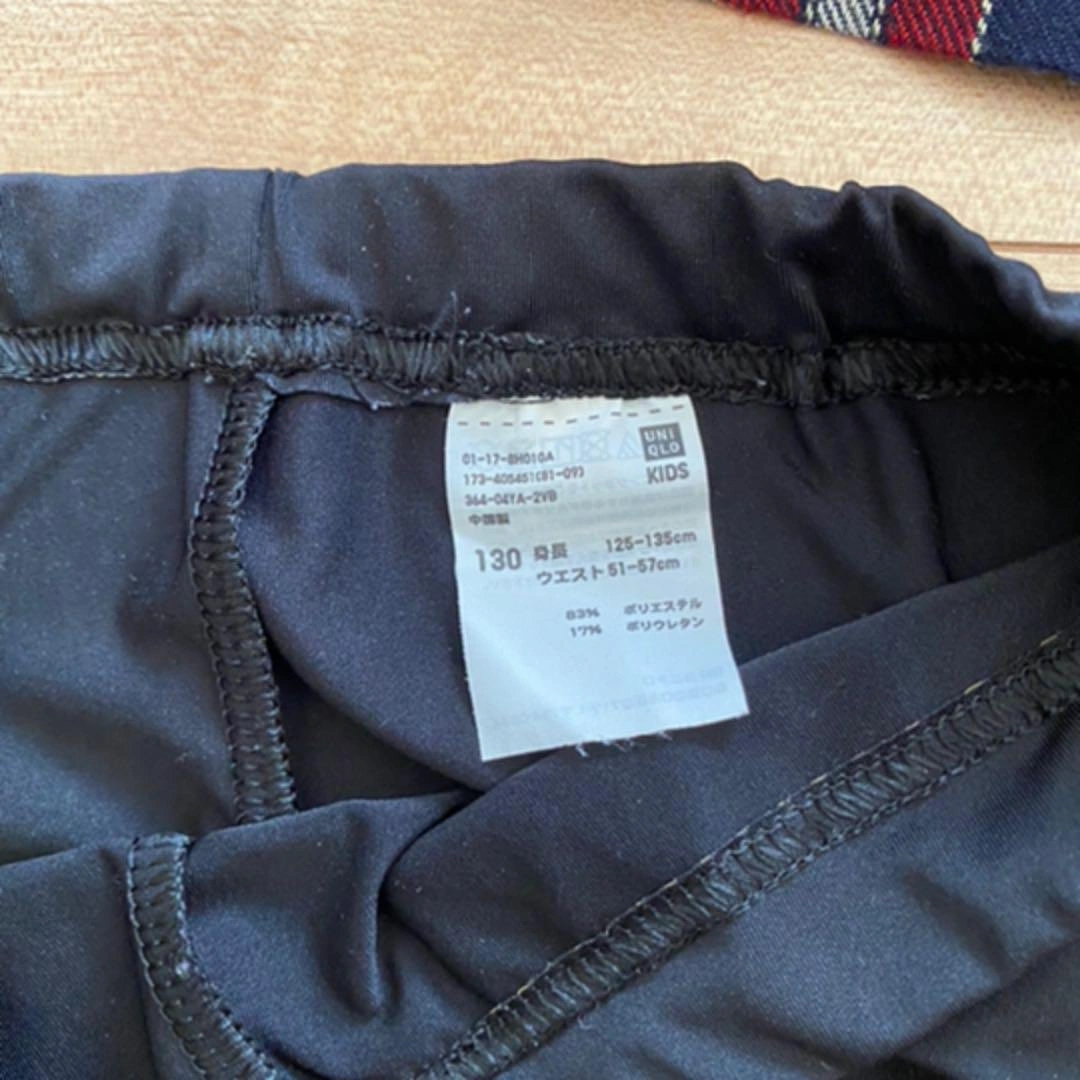 UNI
QLO
KIDS
01-17-8H010A
173-405451(81-09)
364-04YA-2VB
中国製
130 身長 125-135cm
ウエスト 51-57cm
83% ポリエステル
17% ポリウレタン